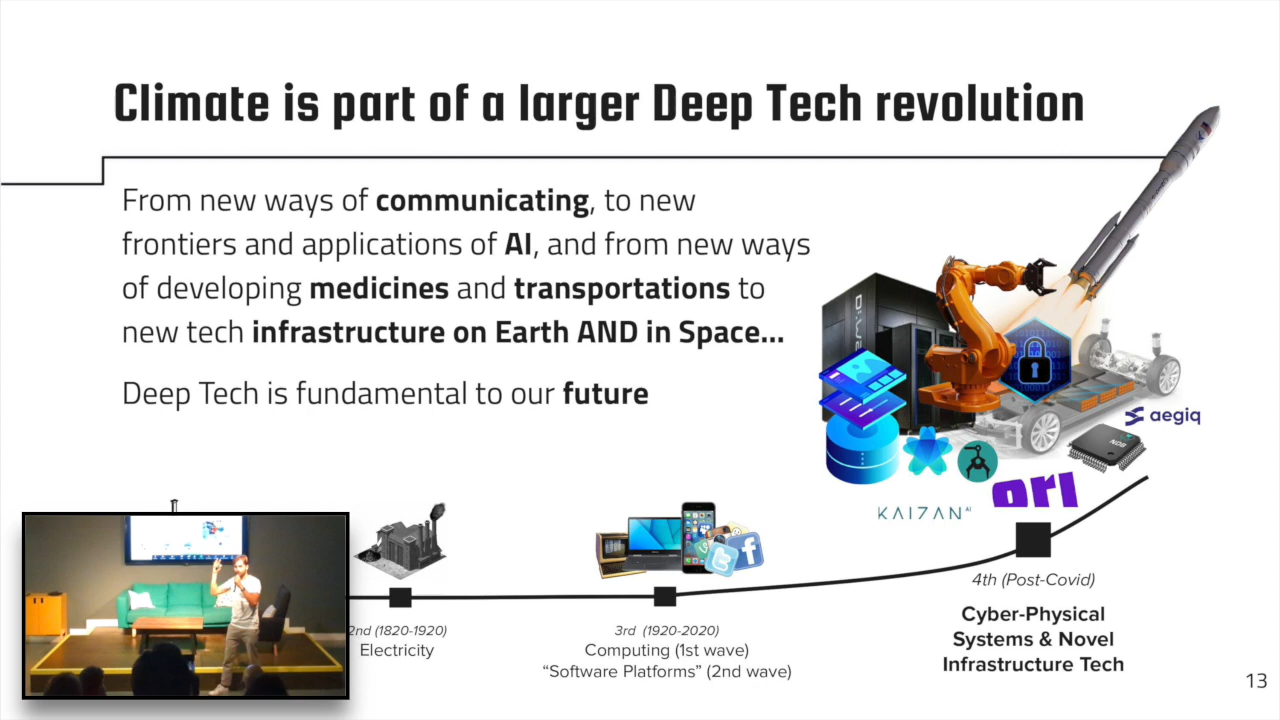 Climate is part of a larger Deep Tech revolution
From new ways of communicating, to new
frontiers and applications of AI, and from new ways
of developing medicines and transportations to
new tech infrastructure on Earth AND in Space...
Deep Tech is fundamental to our future
aegiq
NQB
ori
KAIZAN AI
4th (Post-Covid)
Cyber-Physical
Systems & Novel
Infrastructure Tech
2nd (1820-1920)
Electricity
3rd (1920-2020)
Computing (1st wave)
“Software Platforms” (2nd wave)
13